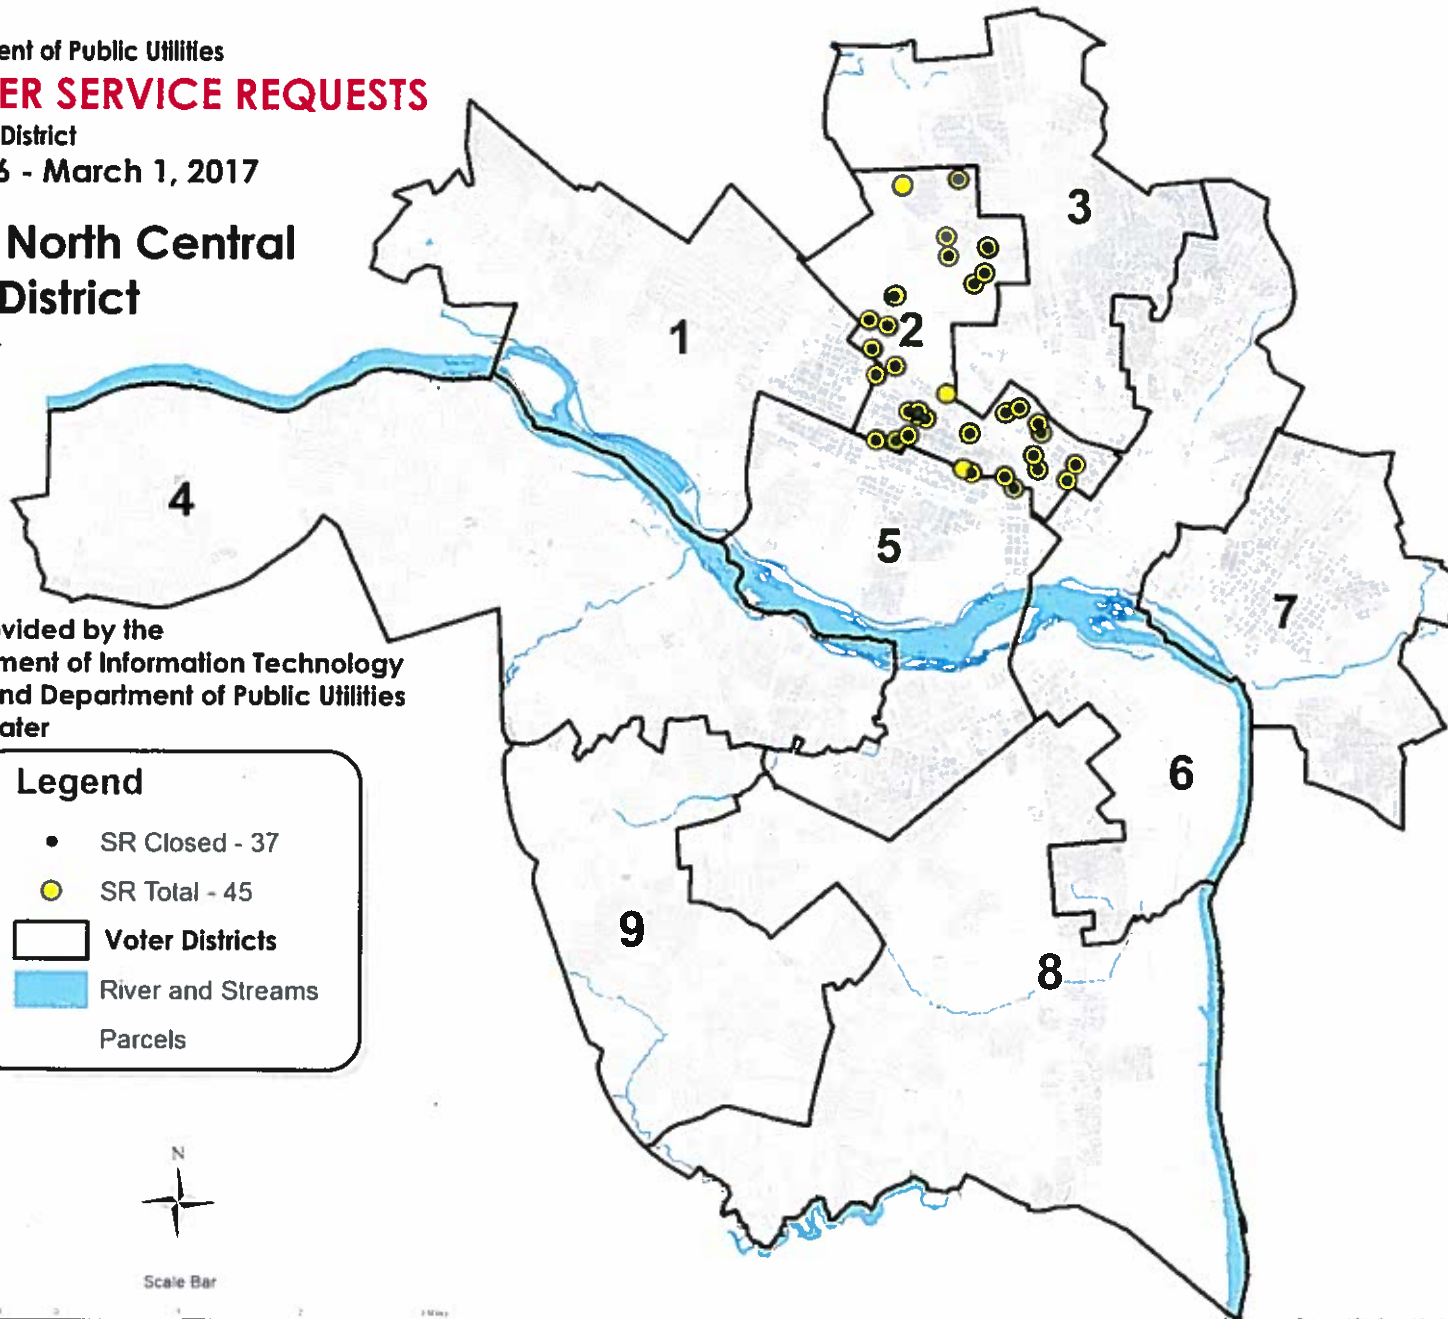 ent of Public Utilities
ER SERVICE REQUESTS
District
6 - March 1, 2017
North Central
District
1
2
3
4
5
6
7
8
9
ovided by the
ment of Information Technology
nd Department of Public Utilities
ater
Legend
SR Closed - 37
SR Total - 45
Voter Districts
River and Streams
Parcels
N
Scale Bar